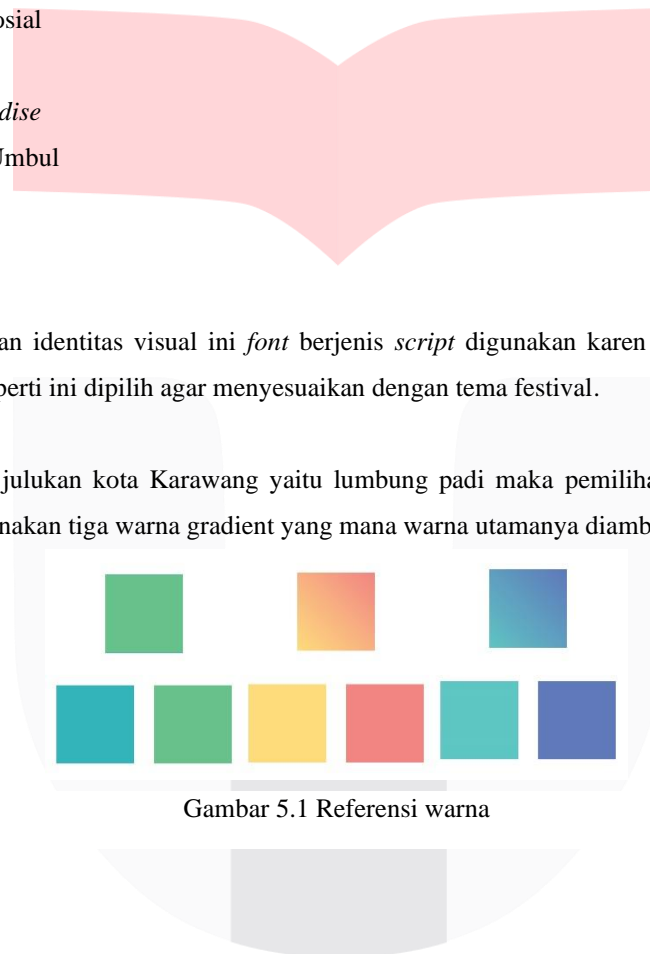 osial
dise
Umbul
an identitas visual ini font berjenis script digunakan karen
perti ini dipilih agar menyesuaikan dengan tema festival.
julukan kota Karawang yaitu lumbung padi maka pemiliha
nakan tiga warna gradient yang mana warna utamanya diamb
Gambar 5.1 Referensi warna